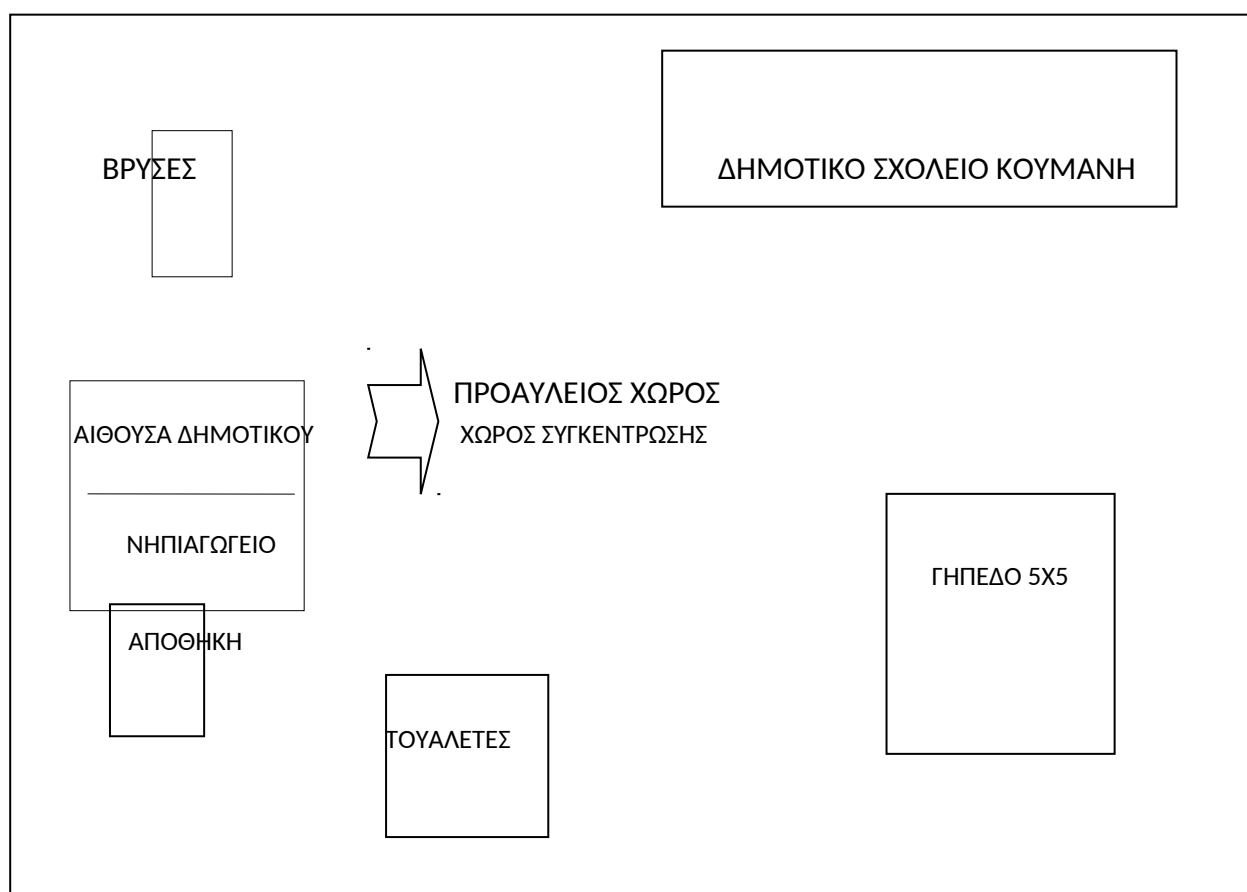 ΒΡΥΣΕΣ
ΔΗΜΟΤΙΚΟ ΣΧΟΛΕΙΟ ΚΟΥΜΑΝΗ
ΠΡΟΑΥΛΕΙΟΣ ΧΩΡΟΣ
ΧΩΡΟΣ ΣΥΓΚΕΝΤΡΩΣΗΣ
ΑΙΘΟΥΣΑ ΔΗΜΟΤΙΚΟΥ
ΝΗΠΙΑΓΩΓΕΙΟ
ΓΗΠΕΔΟ 5Χ5
ΑΠΟΘΗΚΗ
ΤΟΥΑΛΕΤΕΣ